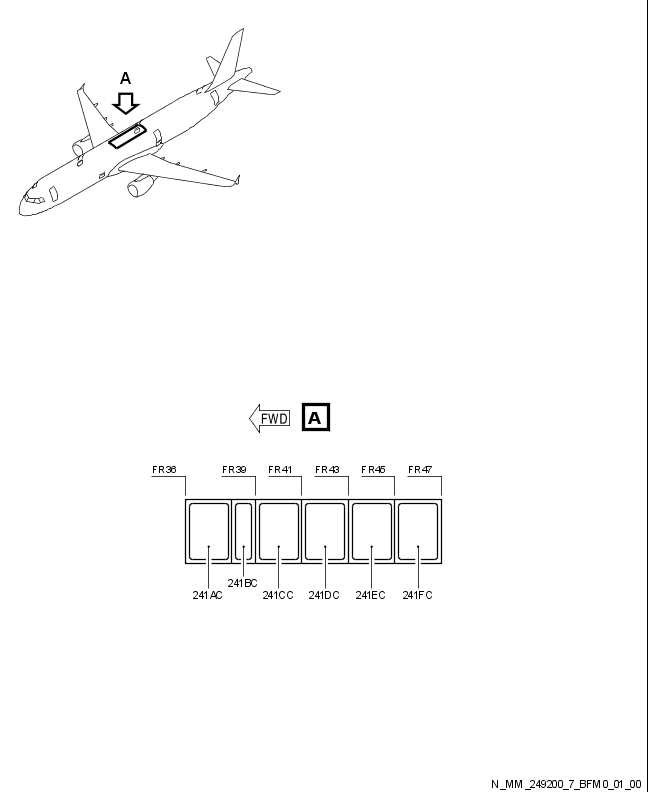 A
FWD A
FR36 FR39 FR41 FR43 FR45 FR47
241BC
241AC 241CC 241DC 241EC 241FC
N_MM_249200_7_BFM0_01_00